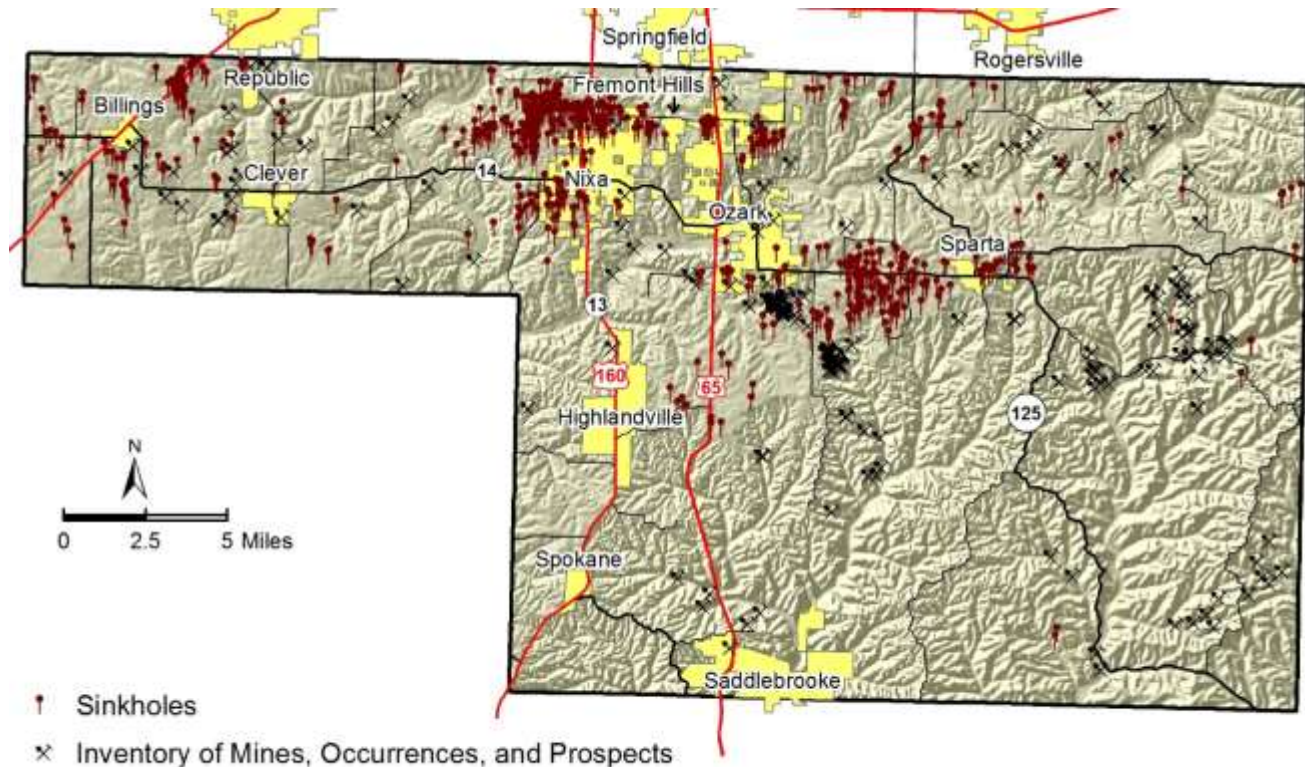 Springfield
Rogersville
Republic
Fremont Hills
Billings
Clever
14
Nixa
Ozark
Sparta
13
160
65
125
Highlandville
N
0 2.5 5 Miles
Spokane
Saddlebrooke
Sinkholes
Inventory of Mines, Occurrences, and Prospects